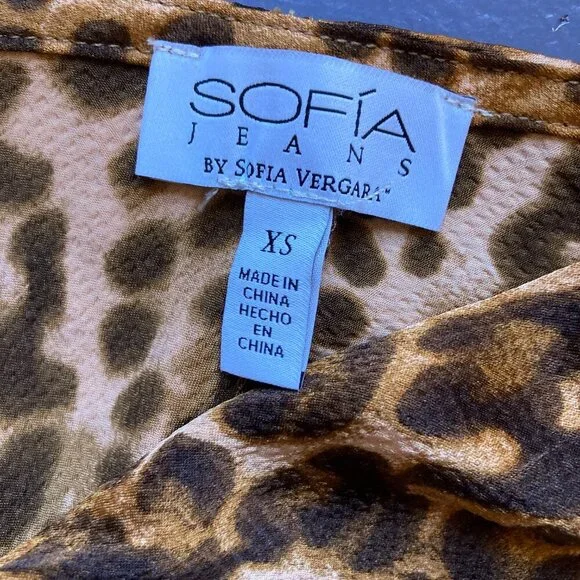 SOFÍA
JEANS
BY SOFIA VERGARA
XS
MADE IN
CHINA
HECHO
EN
CHINA